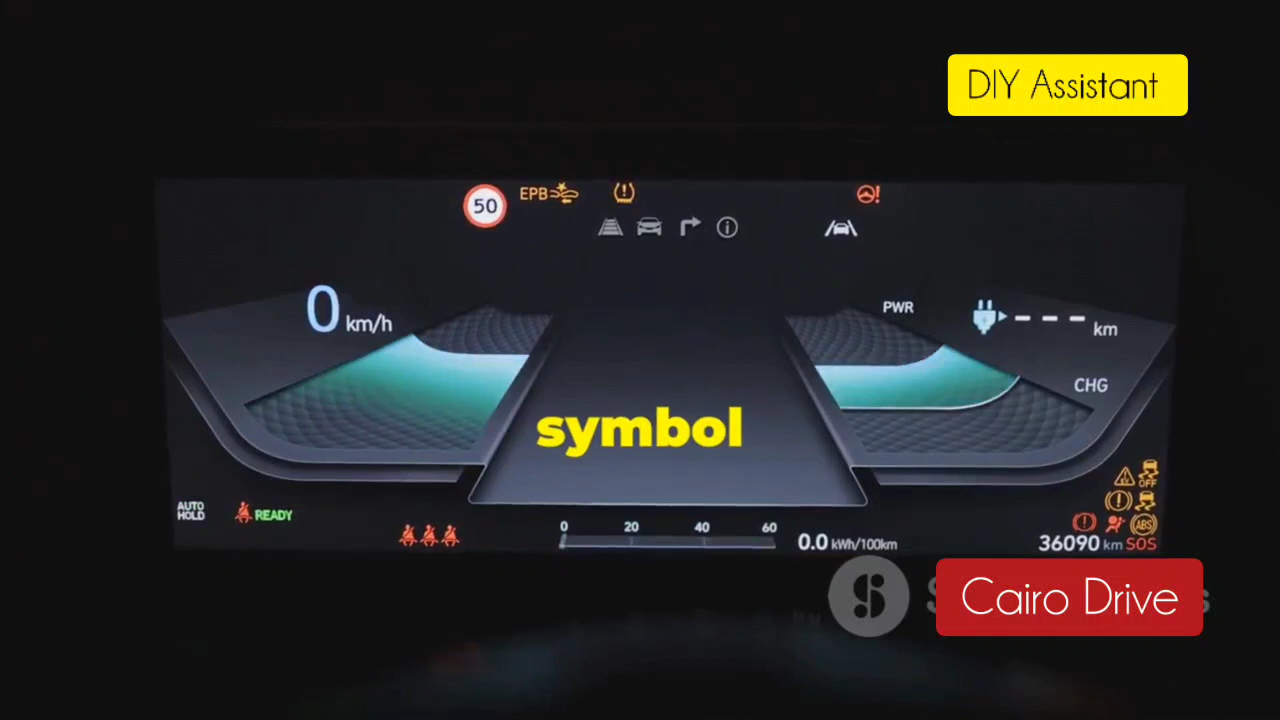 DIY Assistant
50
EPB
0 km/h
PWR
km
CHG
symbol
OFF
AUTO
HOLD
READY
0 20 40 60
0.0 kWh/100km
ABS
36090 km SOS
Cairo Drive